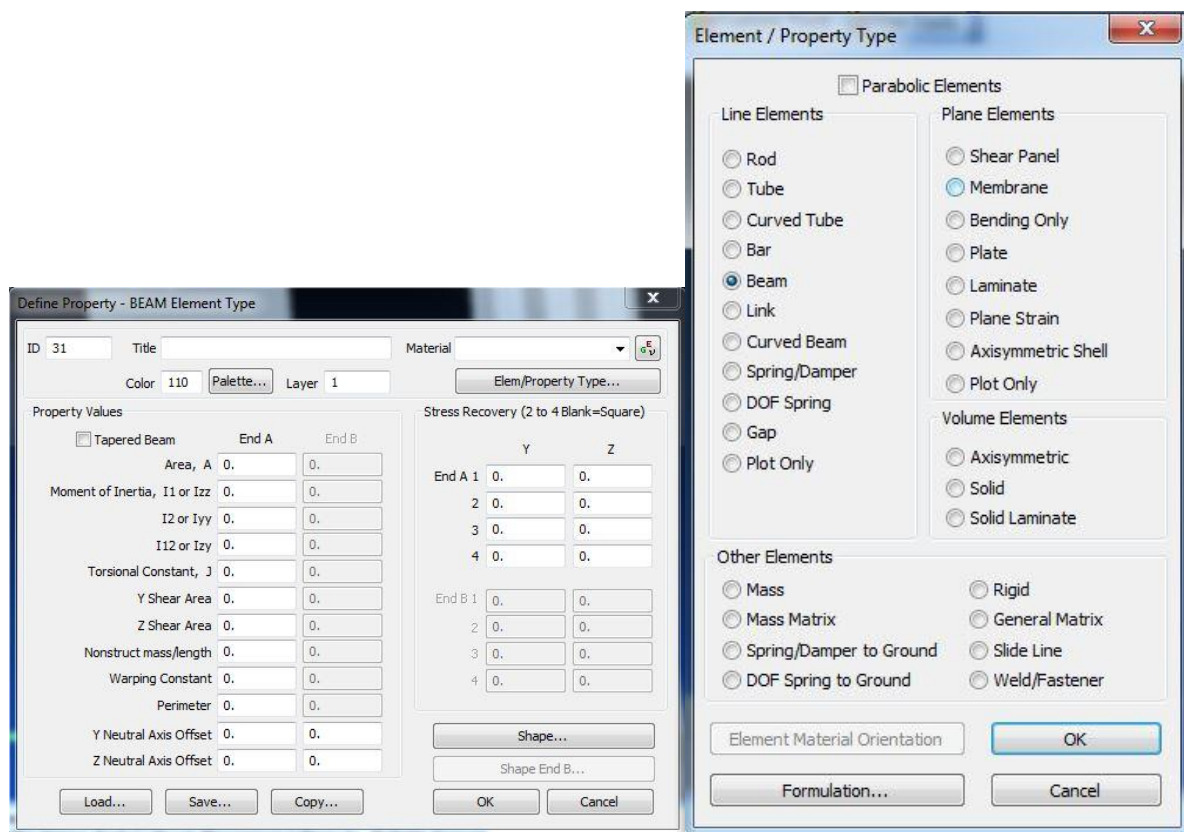 Define Property - BEAM Element Type
ID 31 Title Material
Color 110 Palette... Layer 1 Elem/Property Type...
Property Values
Tapered Beam End A End B
Area, A 0. 0.
Moment of Inertia, I1 or Izz 0. 0.
I2 or Iyy 0. 0.
I12 or Izy 0. 0.
Torsional Constant, J 0. 0.
Y Shear Area 0. 0.
Z Shear Area 0. 0.
Nonstruct mass/length 0. 0.
Warping Constant 0. 0.
Perimeter 0. 0.
Y Neutral Axis Offset 0. 0.
Z Neutral Axis Offset 0. 0.
Stress Recovery (2 to 4 Blank=Square)
Y Z
End A 1 0. 0.
2 0. 0.
3 0. 0.
4 0. 0.
End B 1 0. 0.
2 0. 0.
3 0. 0.
4 0. 0.
Shape...
Shape End B...
Load... Save... Copy... OK Cancel
Element / Property Type
Parabolic Elements
Line Elements
Rod
Tube
Curved Tube
Bar
Beam
Link
Curved Beam
Spring/Damper
DOF Spring
Gap
Plot Only
Plane Elements
Shear Panel
Membrane
Bending Only
Plate
Laminate
Plane Strain
Axisymmetric Shell
Plot Only
Volume Elements
Axisymmetric
Solid
Solid Laminate
Other Elements
Mass
Mass Matrix
Spring/Damper to Ground
DOF Spring to Ground
Rigid
General Matrix
Slide Line
Weld/Fastener
Element Material Orientation OK
Formulation... Cancel